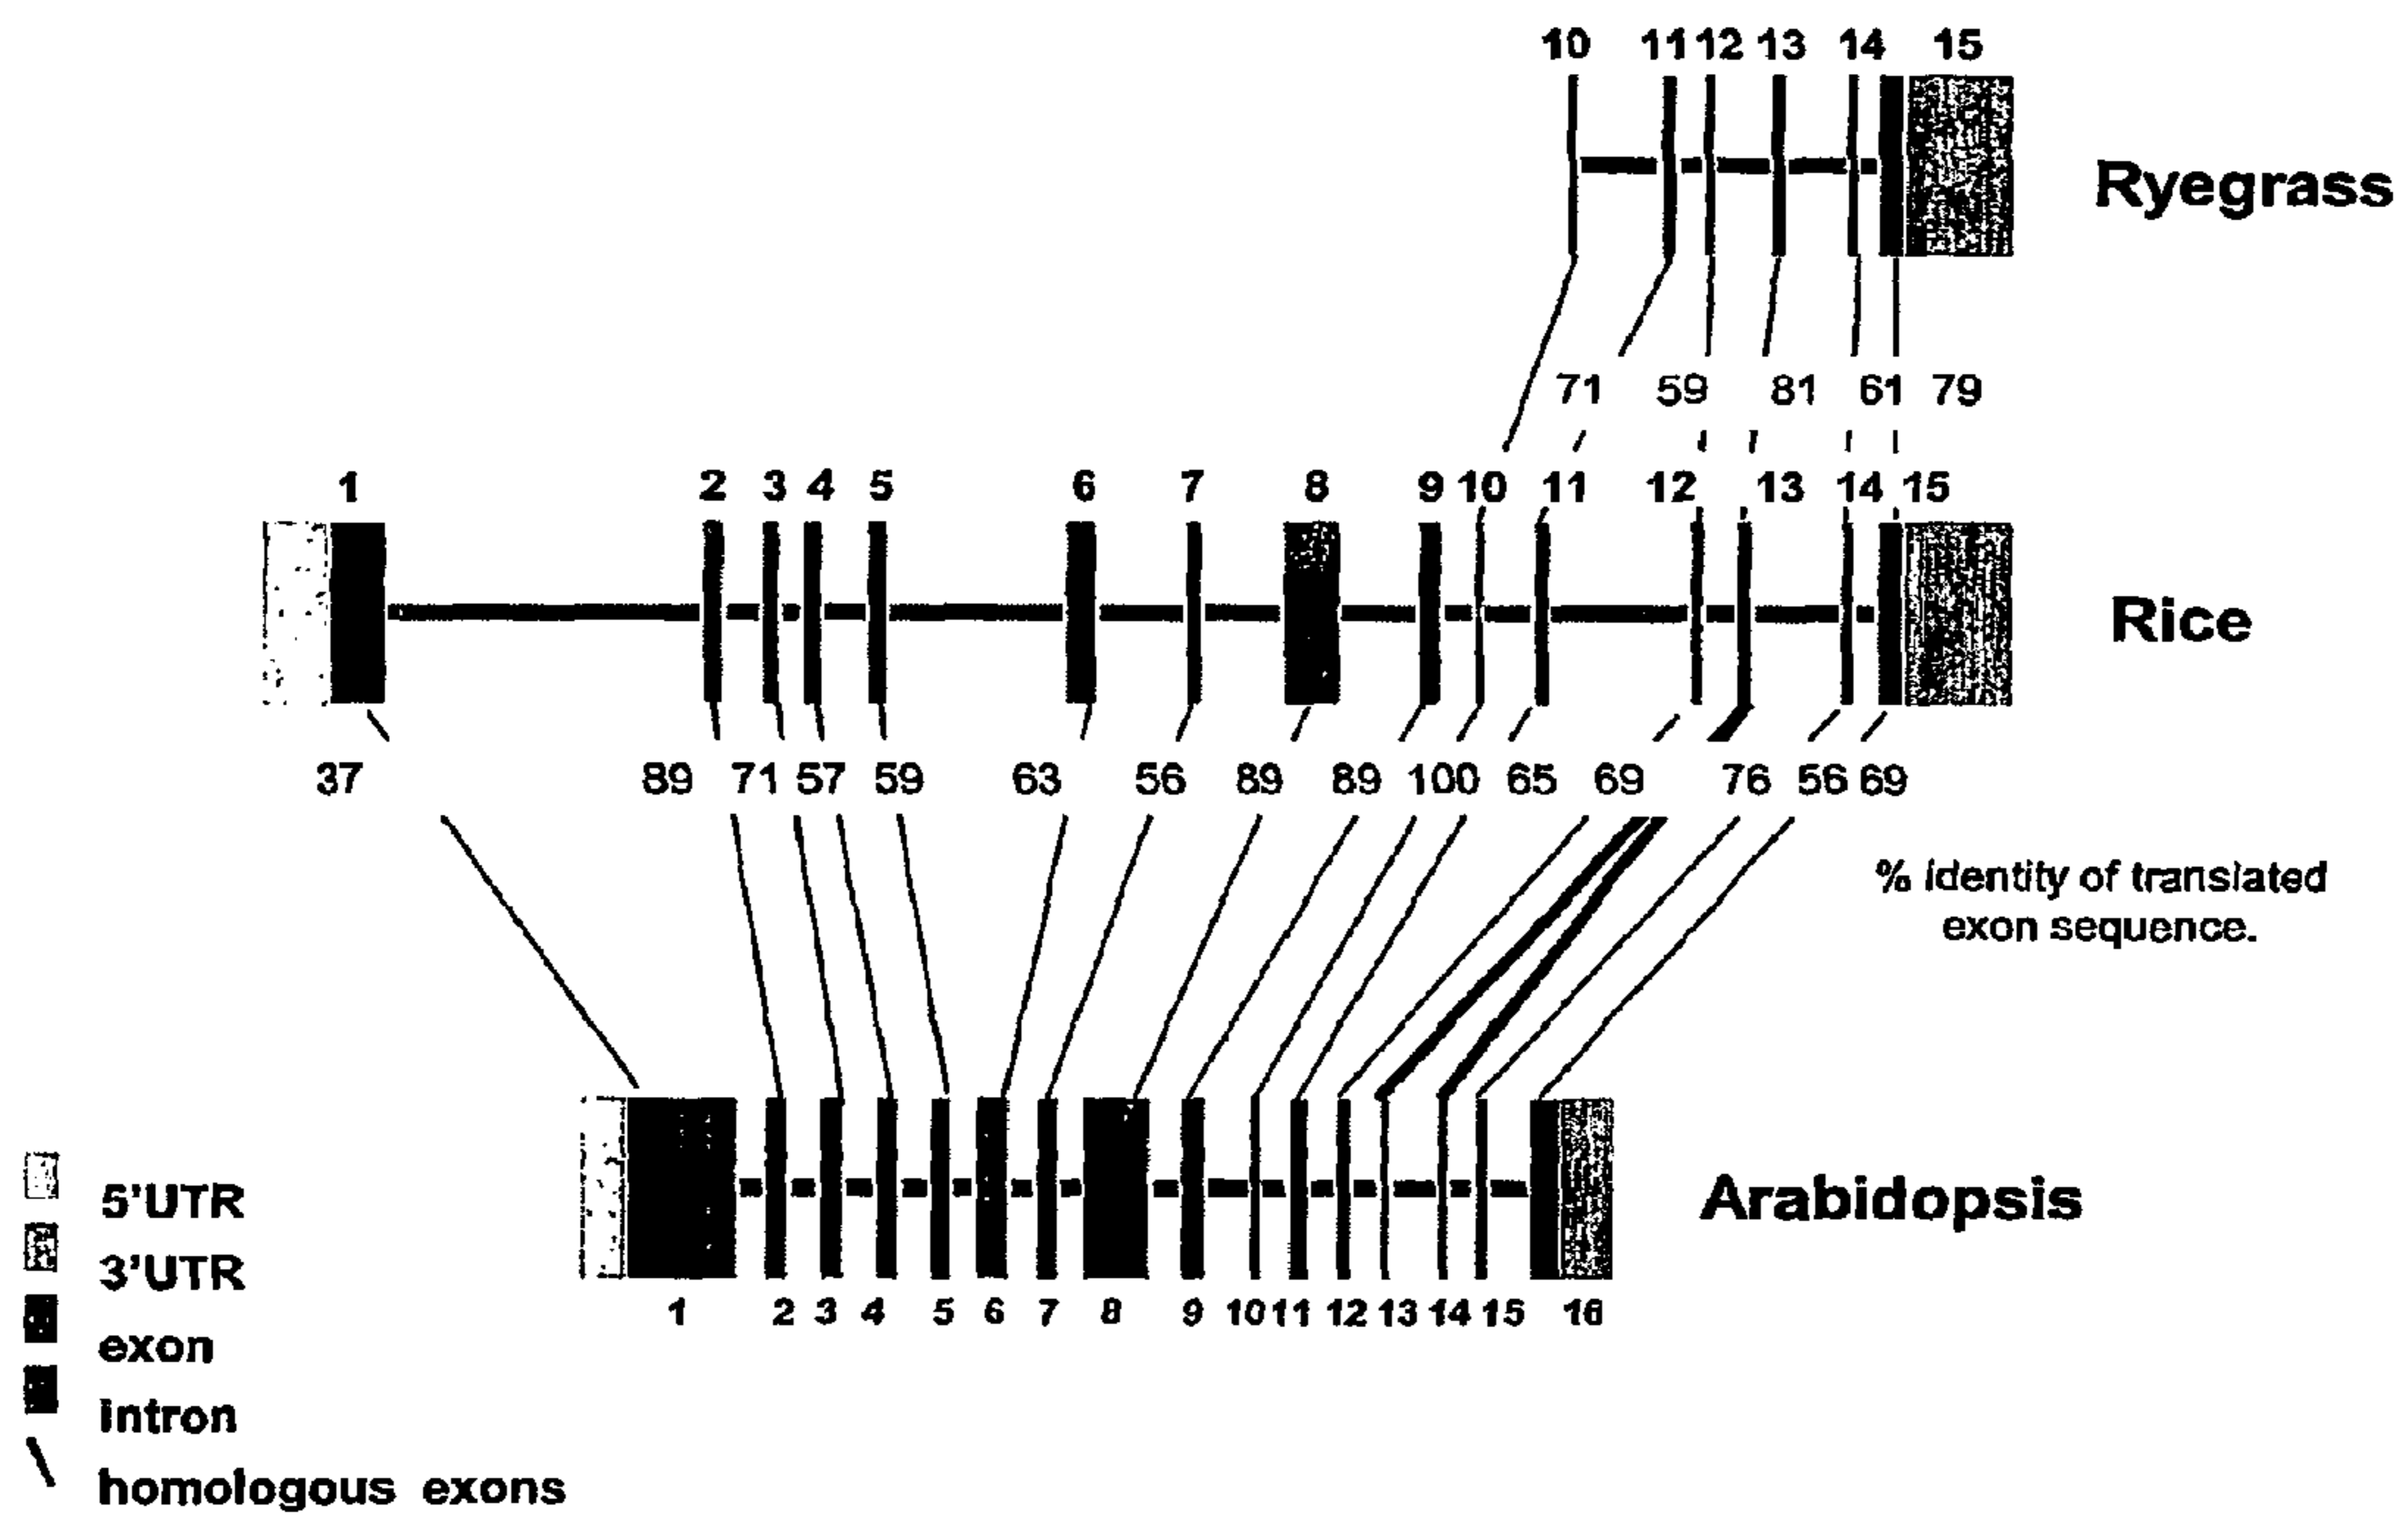 10 11 12 13 14 15
Ryegrass
71 59 81 61 79
1 2 3 4 5 6 7 8 9 10 11 12 13 14 15
Rice
37 89 71 57 59 63 56 89 89 100 65 69 76 56 69
% identity of translated
exon sequence.
Arabidopsis
1 2 3 4 5 6 7 8 9 10 11 12 13 14 15 16
5'UTR
3'UTR
exon
intron
homologous exons